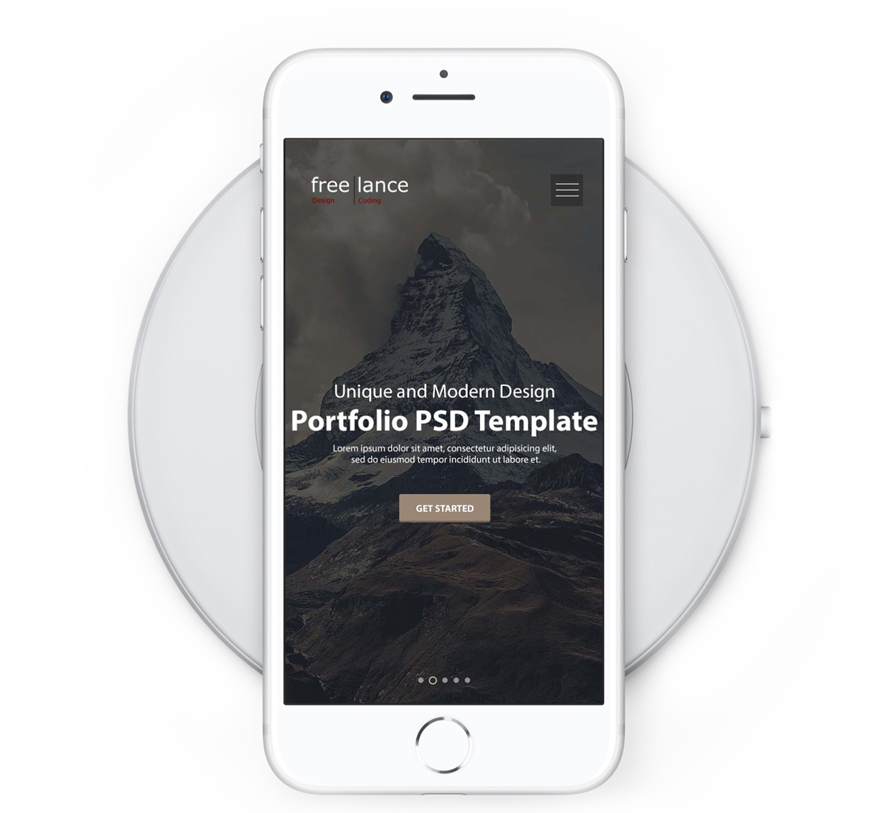 free lance
Design Coding
Unique and Modern Design
Portfolio PSD Template
Lorem ipsum dolor sit amet, consectetur adipisicing elit,
sed do eiusmod tempor incididunt ut labore et.
GET STARTED